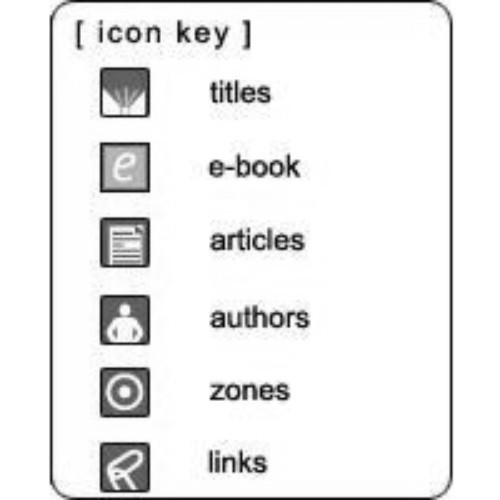 [ icon key ]
titles
e
e-book
articles
authors
zones
links